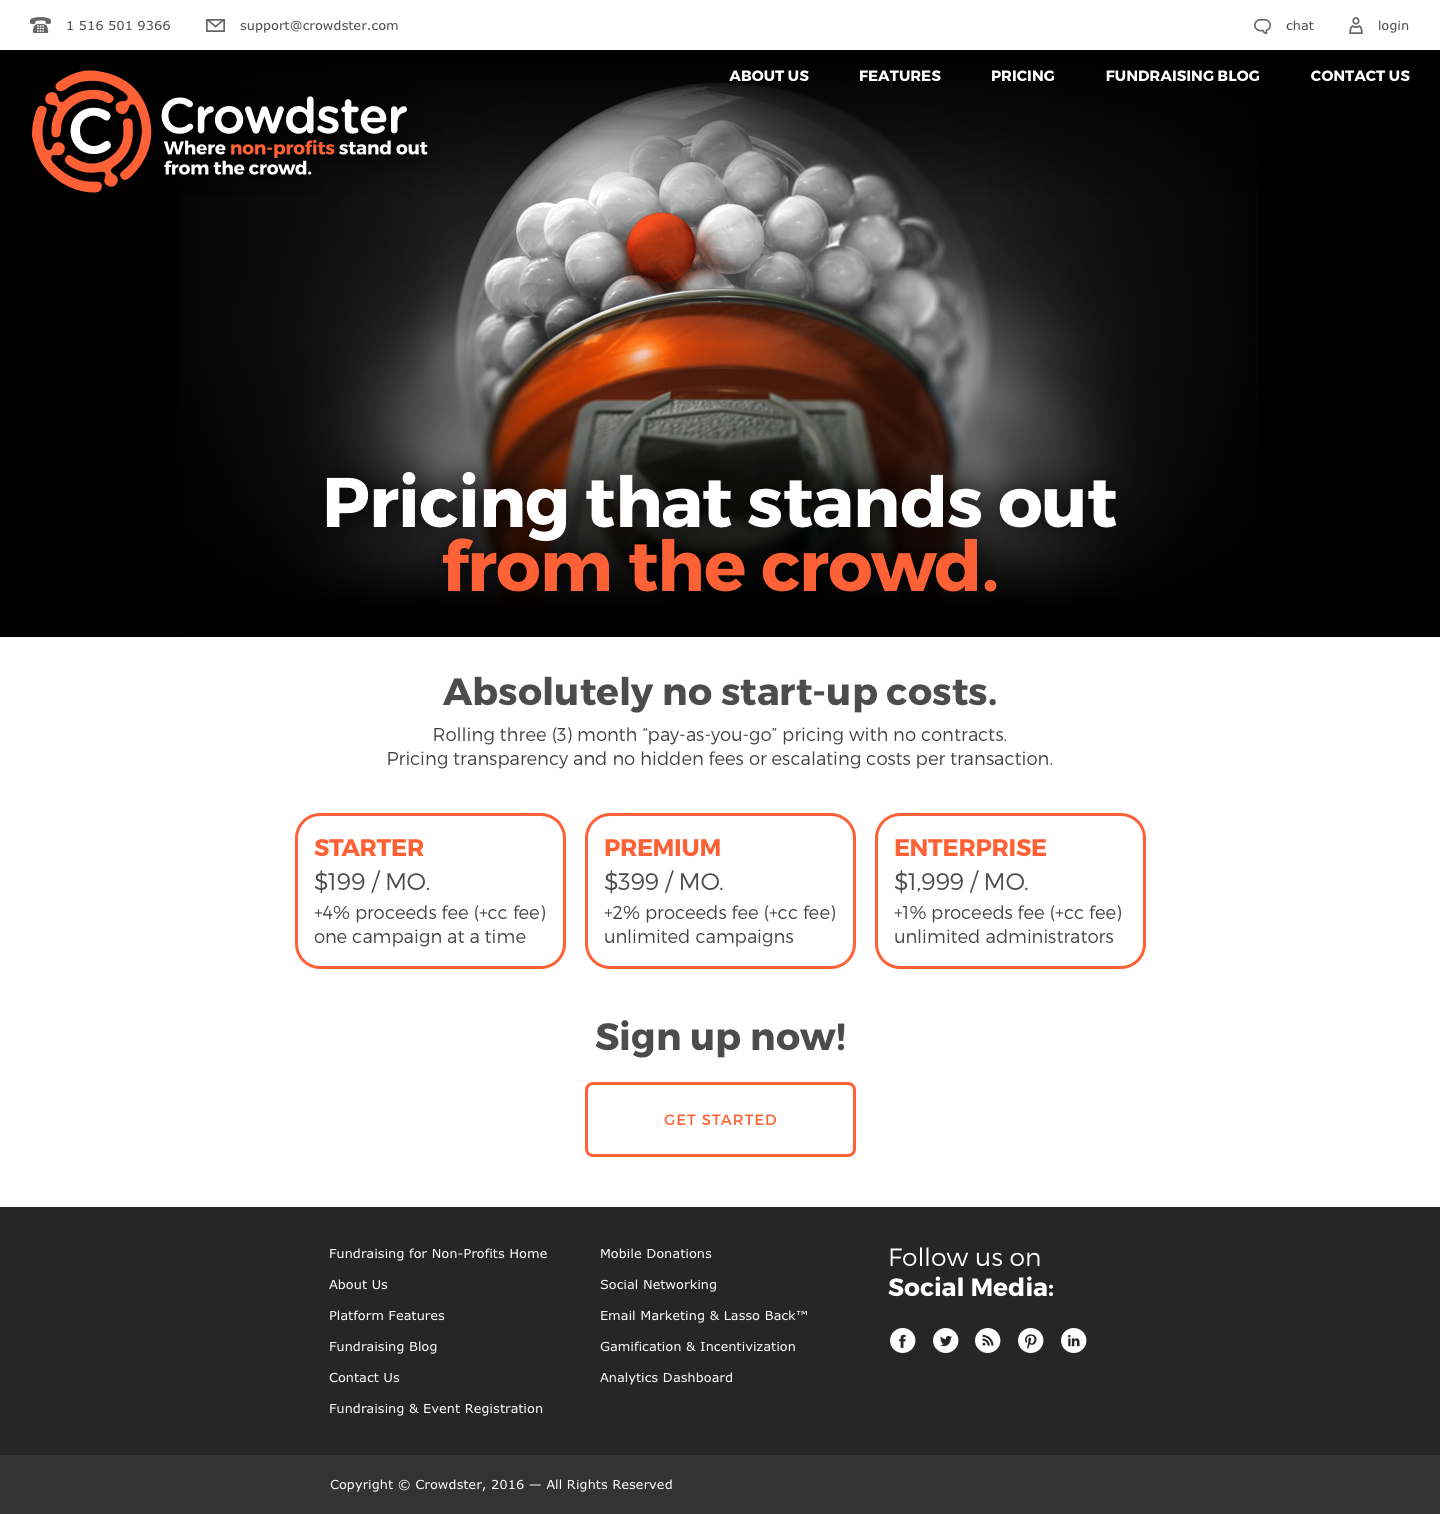 1 516 501 9366
support@crowdster.com
chat
login
ABOUT US
FEATURES
PRICING
FUNDRAISING BLOG
CONTACT US
C
Crowdster
Where non-profits stand out
from the crowd.
Pricing that stands out
from the crowd.
Absolutely no start-up costs.
Rolling three (3) month “pay-as-you-go” pricing with no contracts.
Pricing transparency and no hidden fees or escalating costs per transaction.
STARTER
$199 / MO.
+4% proceeds fee (+cc fee)
one campaign at a time
PREMIUM
$399 / MO.
+2% proceeds fee (+cc fee)
unlimited campaigns
ENTERPRISE
$1,999 / MO.
+1% proceeds fee (+cc fee)
unlimited administrators
Sign up now!
GET STARTED
Fundraising for Non-Profits Home
About Us
Platform Features
Fundraising Blog
Contact Us
Fundraising & Event Registration
Mobile Donations
Social Networking
Email Marketing & Lasso Back™
Gamification & Incentivization
Analytics Dashboard
Follow us on
Social Media:
Copyright © Crowdster, 2016 — All Rights Reserved